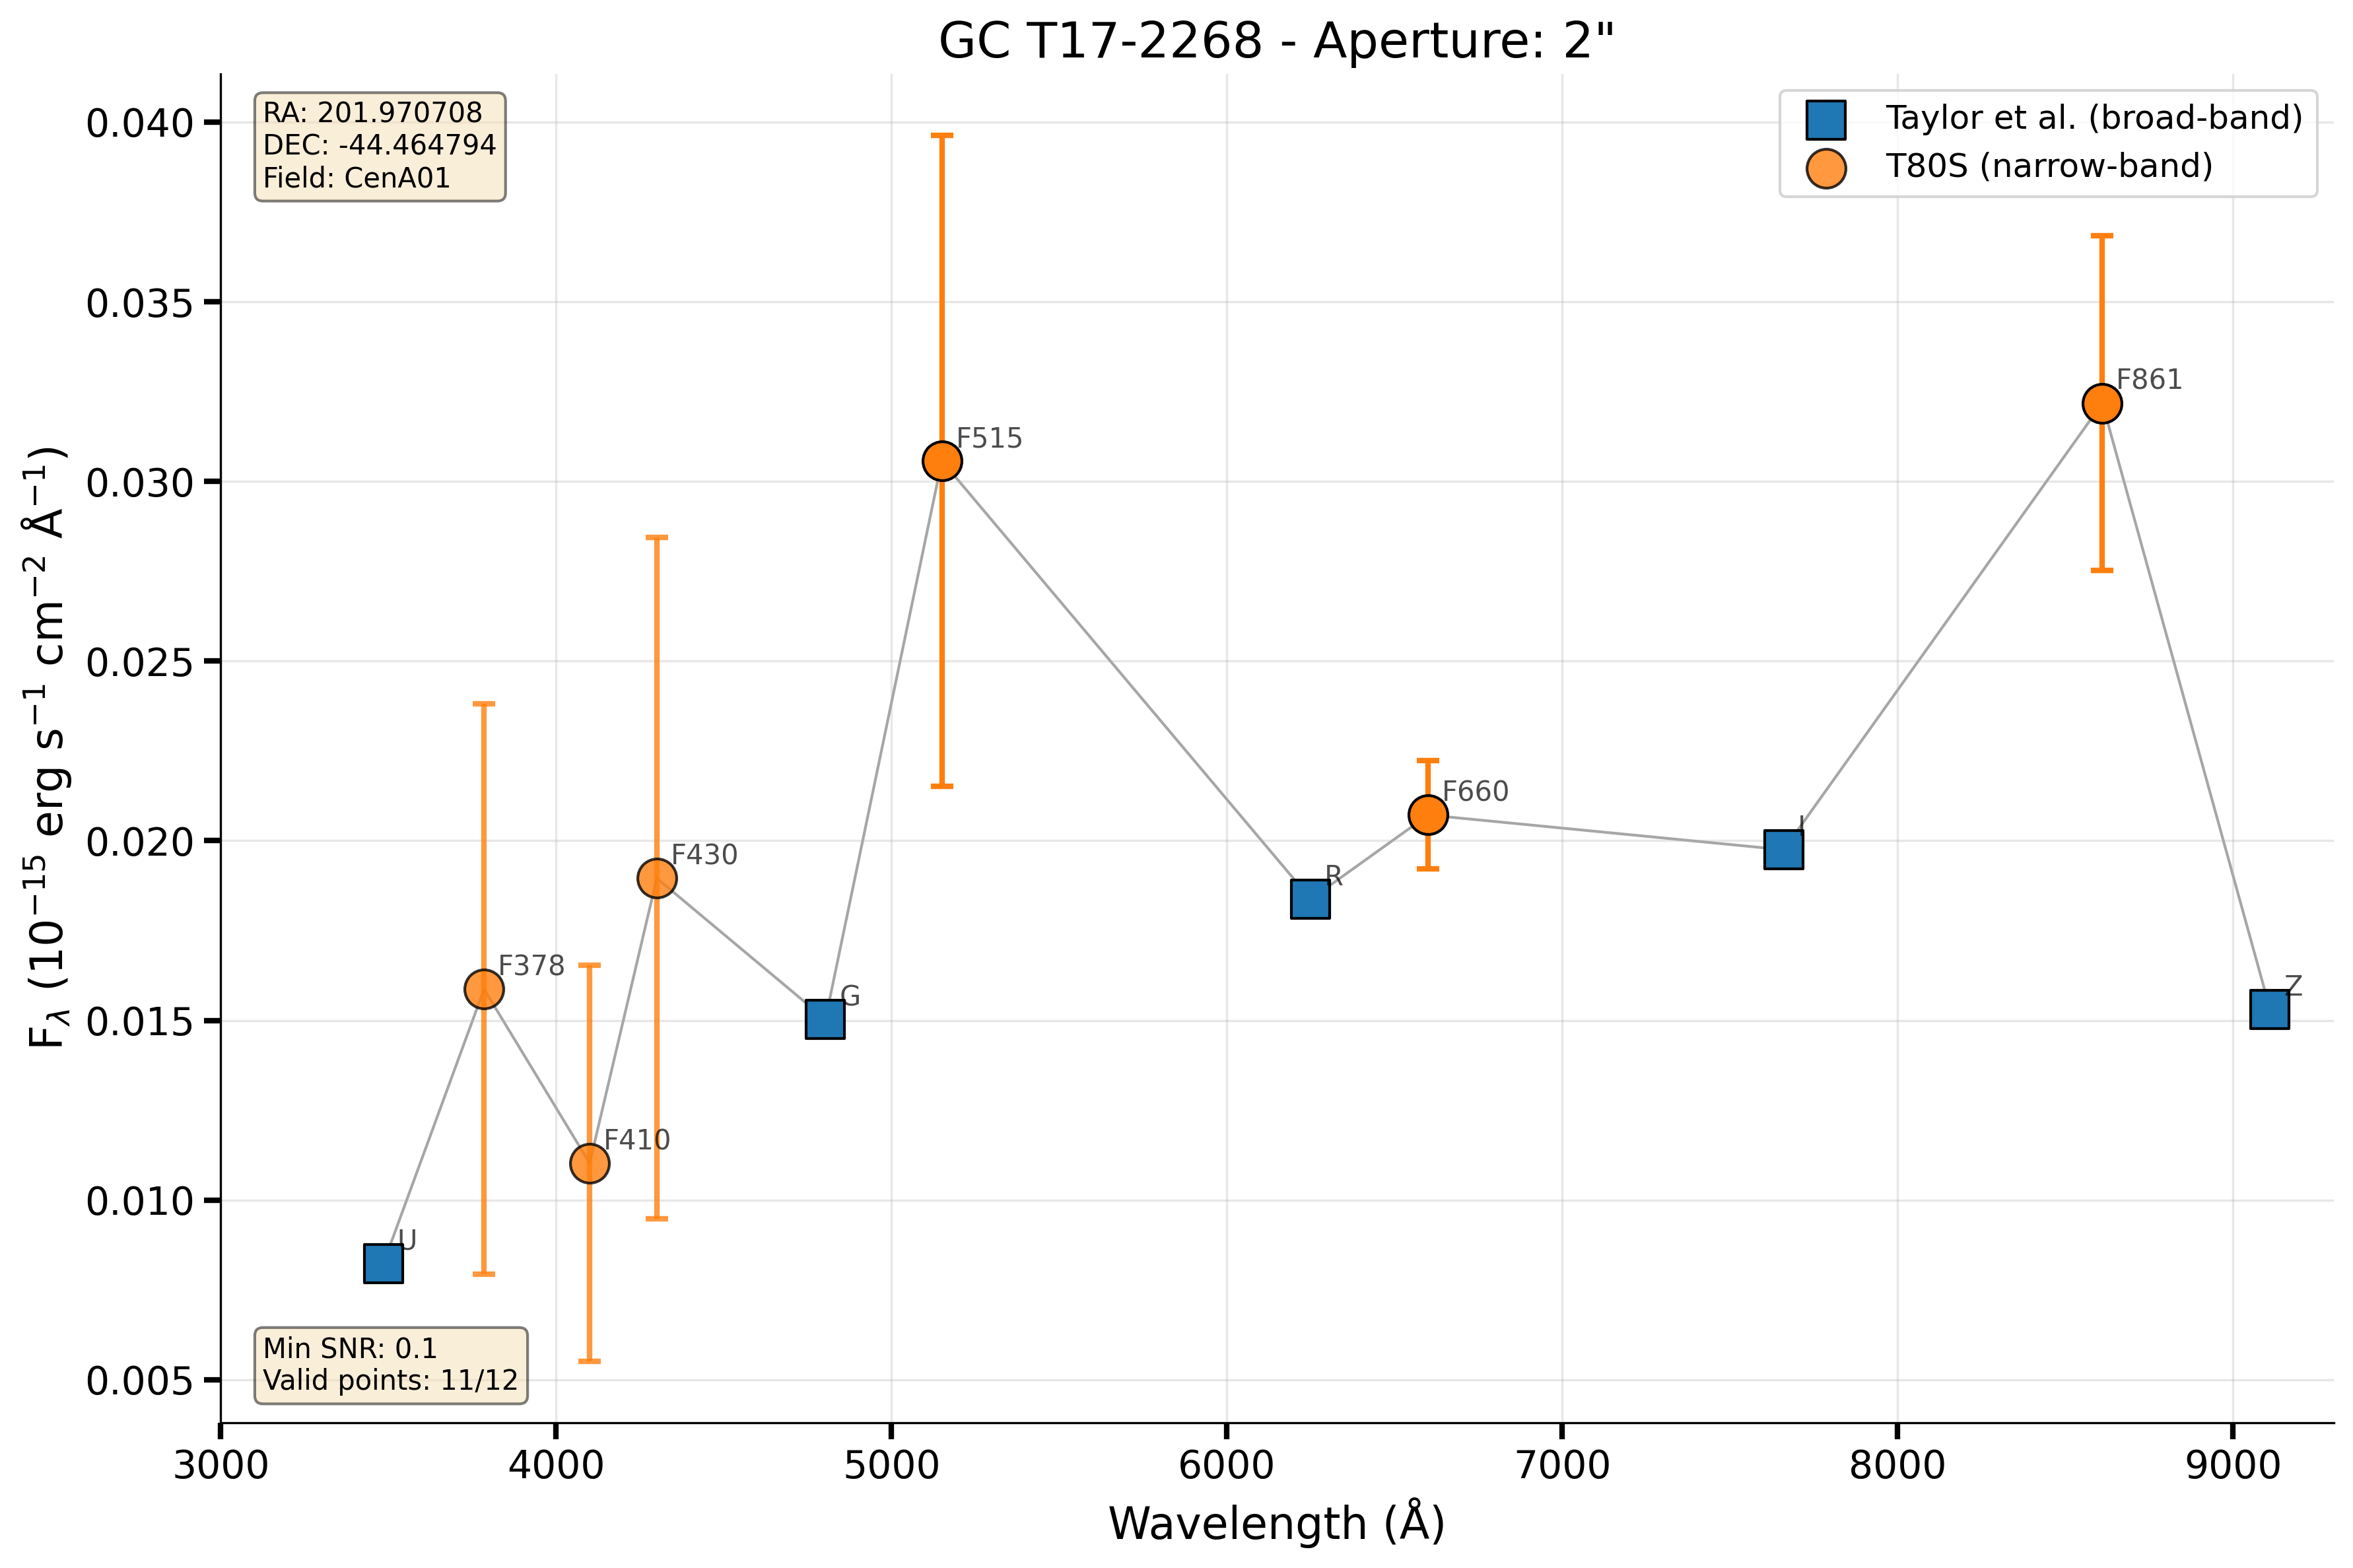 GC T17-2268 - Aperture: 2"
RA: 201.970708
DEC: -44.464794
Field: CenA01
Taylor et al. (broad-band)
T80S (narrow-band)
0.040
0.035
0.030
0.025
0.020
0.015
0.010
0.005
F𝜆 (10⁻¹⁵ erg s⁻¹ cm⁻² Å⁻¹)
U
F378
F410
F430
G
F515
R
F660
I
F861
Z
Min SNR: 0.1
Valid points: 11/12
3000 4000 5000 6000 7000 8000 9000
Wavelength (Å)